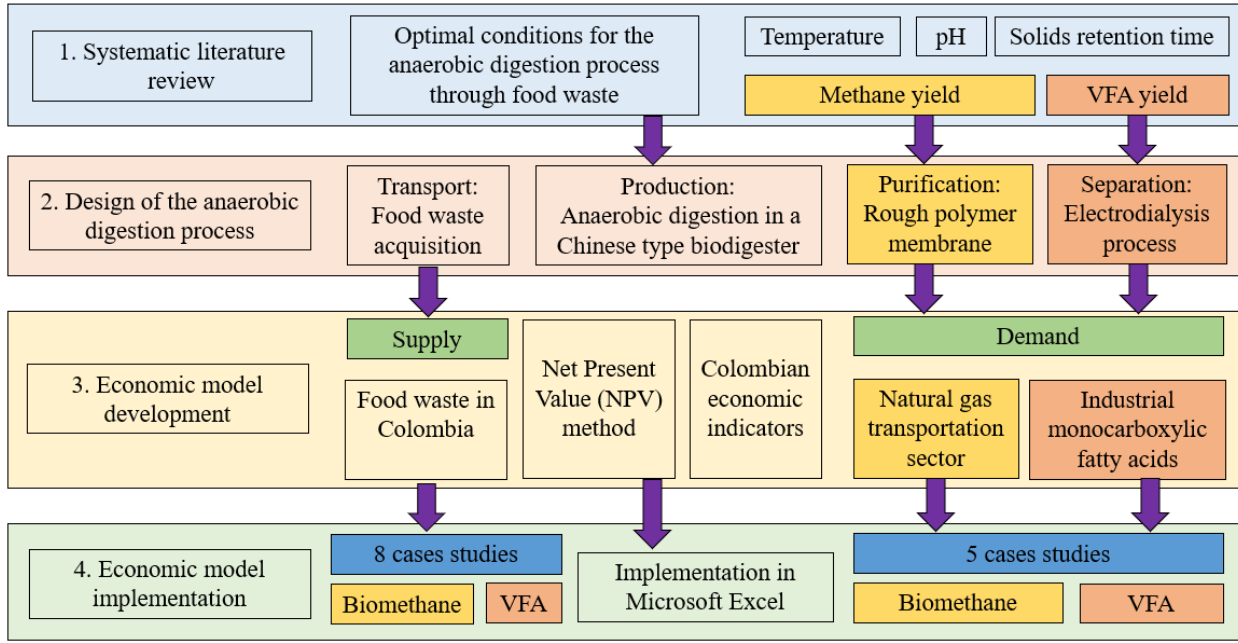 1. Systematic literature
review
Optimal conditions for the
anaerobic digestion process
through food waste
Temperature
pH
Solids retention time
Methane yield
VFA yield
2. Design of the anaerobic
digestion process
Transport:
Food waste
acquisition
Production:
Anaerobic digestion in a
Chinese type biodigester
Purification:
Rough polymer
membrane
Separation:
Electrodialysis
process
3. Economic model
development
Supply
Food waste in
Colombia
Net Present
Value (NPV)
method
Colombian
economic
indicators
Demand
Natural gas
transportation
sector
Industrial
monocarboxylic
fatty acids
4. Economic model
implementation
8 cases studies
Biomethane
VFA
Implementation in
Microsoft Excel
5 cases studies
Biomethane
VFA